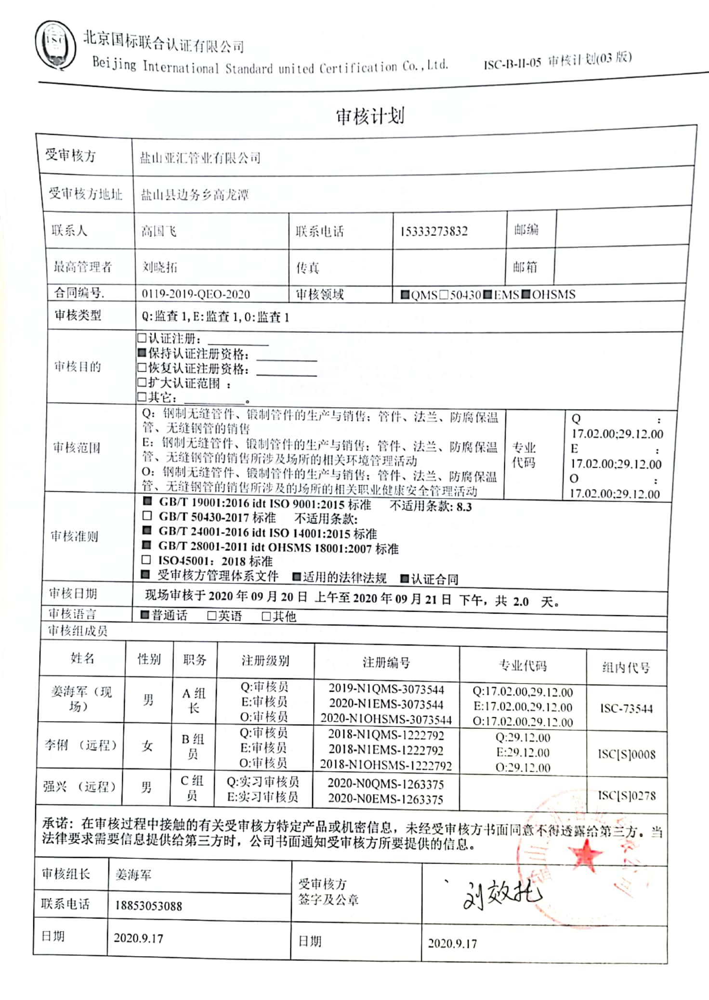 ISC
北京国标联合认证有限公司
Beijing International Standard united Certification Co.,Ltd.
ISC-B-II-05 审核计划(03 版)
审核计划
受审核方 盐山亚汇管业有限公司
受审核方地址 盐山县边务乡高龙潭
联系人 高国飞 联系电话 15333273832 邮编
最高管理者 刘晓拓 传真 邮箱
合同编号. 0119-2019-QEO-2020 审核领域 ■QMS□50430■EMS■OHSMS
审核类型 Q:监查 1,E:监查 1,O:监查 1
审核目的
□认证注册：
■保持认证注册资格：
□恢复认证注册资格：
□扩大认证范围 ：
□其它： 。
审核范围
Q：钢制无缝管件、锻制管件的生产与销售；管件、法兰、防腐保温
管、无缝钢管的销售
E：钢制无缝管件、锻制管件的生产与销售；管件、法兰、防腐保温
管、无缝钢管的销售所涉及场所的相关环境管理活动
O：钢制无缝管件、锻制管件的生产与销售；管件、法兰、防腐保温
管、无缝钢管的销售所涉及的场所的相关职业健康安全管理活动
专业
代码
Q ：
17.02.00;29.12.00
E ：
17.02.00;29.12.00
O ：
17.02.00;29.12.00
审核准则
■ GB/T 19001:2016 idt ISO 9001:2015 标准 不适用条款: 8.3
□ GB/T 50430-2017 标准 不适用条款:
■ GB/T 24001-2016 idt ISO 14001:2015 标准
■ GB/T 28001-2011 idt OHSMS 18001:2007 标准
□ ISO45001：2018 标准
■ 受审核方管理体系文件 ■适用的法律法规 ■认证合同
审核日期 现场审核于 2020 年 09 月 20 日 上午至 2020 年 09 月 21 日 下午，共 2.0 天。
审核语言 ■普通话 □英语 □其他
审核组成员
姓名 性别 职务 注册级别 注册编号 专业代码 组内代号
姜海军（现
场）
男
A 组
长
Q:审核员
E:审核员
O:审核员
2019-N1QMS-3073544
2020-N1EMS-3073544
2020-N1OHSMS-3073544
Q:17.02.00,29.12.00
E:17.02.00,29.12.00
O:17.02.00,29.12.00
ISC-73544
李俐 （远程）
女
B 组
员
Q:审核员
E:审核员
O:审核员
2018-N1QMS-1222792
2018-N1EMS-1222792
2018-N1OHSMS-1222792
Q:29.12.00
E:29.12.00
O:29.12.00
ISC[S]0008
强兴 （远程）
男
C 组
员
Q:实习审核员
E:实习审核员
2020-N0QMS-1263375
2020-N0EMS-1263375
ISC[S]0278
承诺：在审核过程中接触的有关受审核方特定产品或机密信息，未经受审核方书面同意不得透露给第三方。当
法律要求需要信息提供给第三方时，公司书面通知受审核方所要提供的信息。
审核组长 姜海军
受审核方
签字及公章
刘效拓
联系电话 18853053088
日期 2020.9.17 日期 2020.9.17